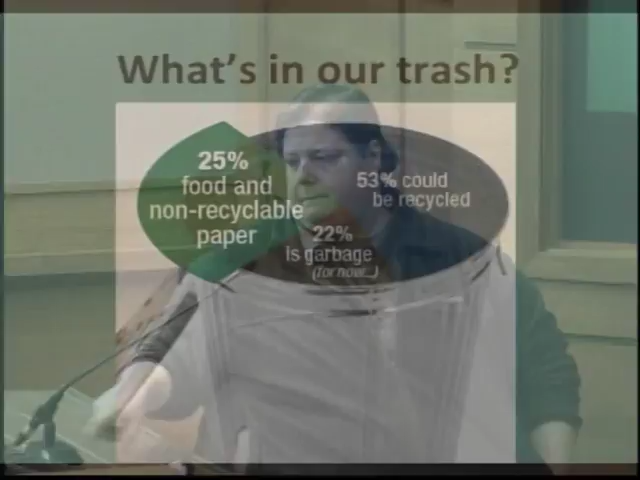 What's in our trash?
25%
food and
non-recyclable
paper
53% could
be recycled
22%
is garbage
(for now...)